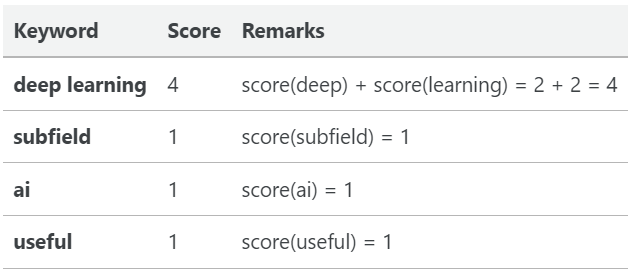 Keyword Score Remarks
deep learning 4 score(deep) + score(learning) = 2 + 2 = 4
subfield 1 score(subfield) = 1
ai 1 score(ai) = 1
useful 1 score(useful) = 1